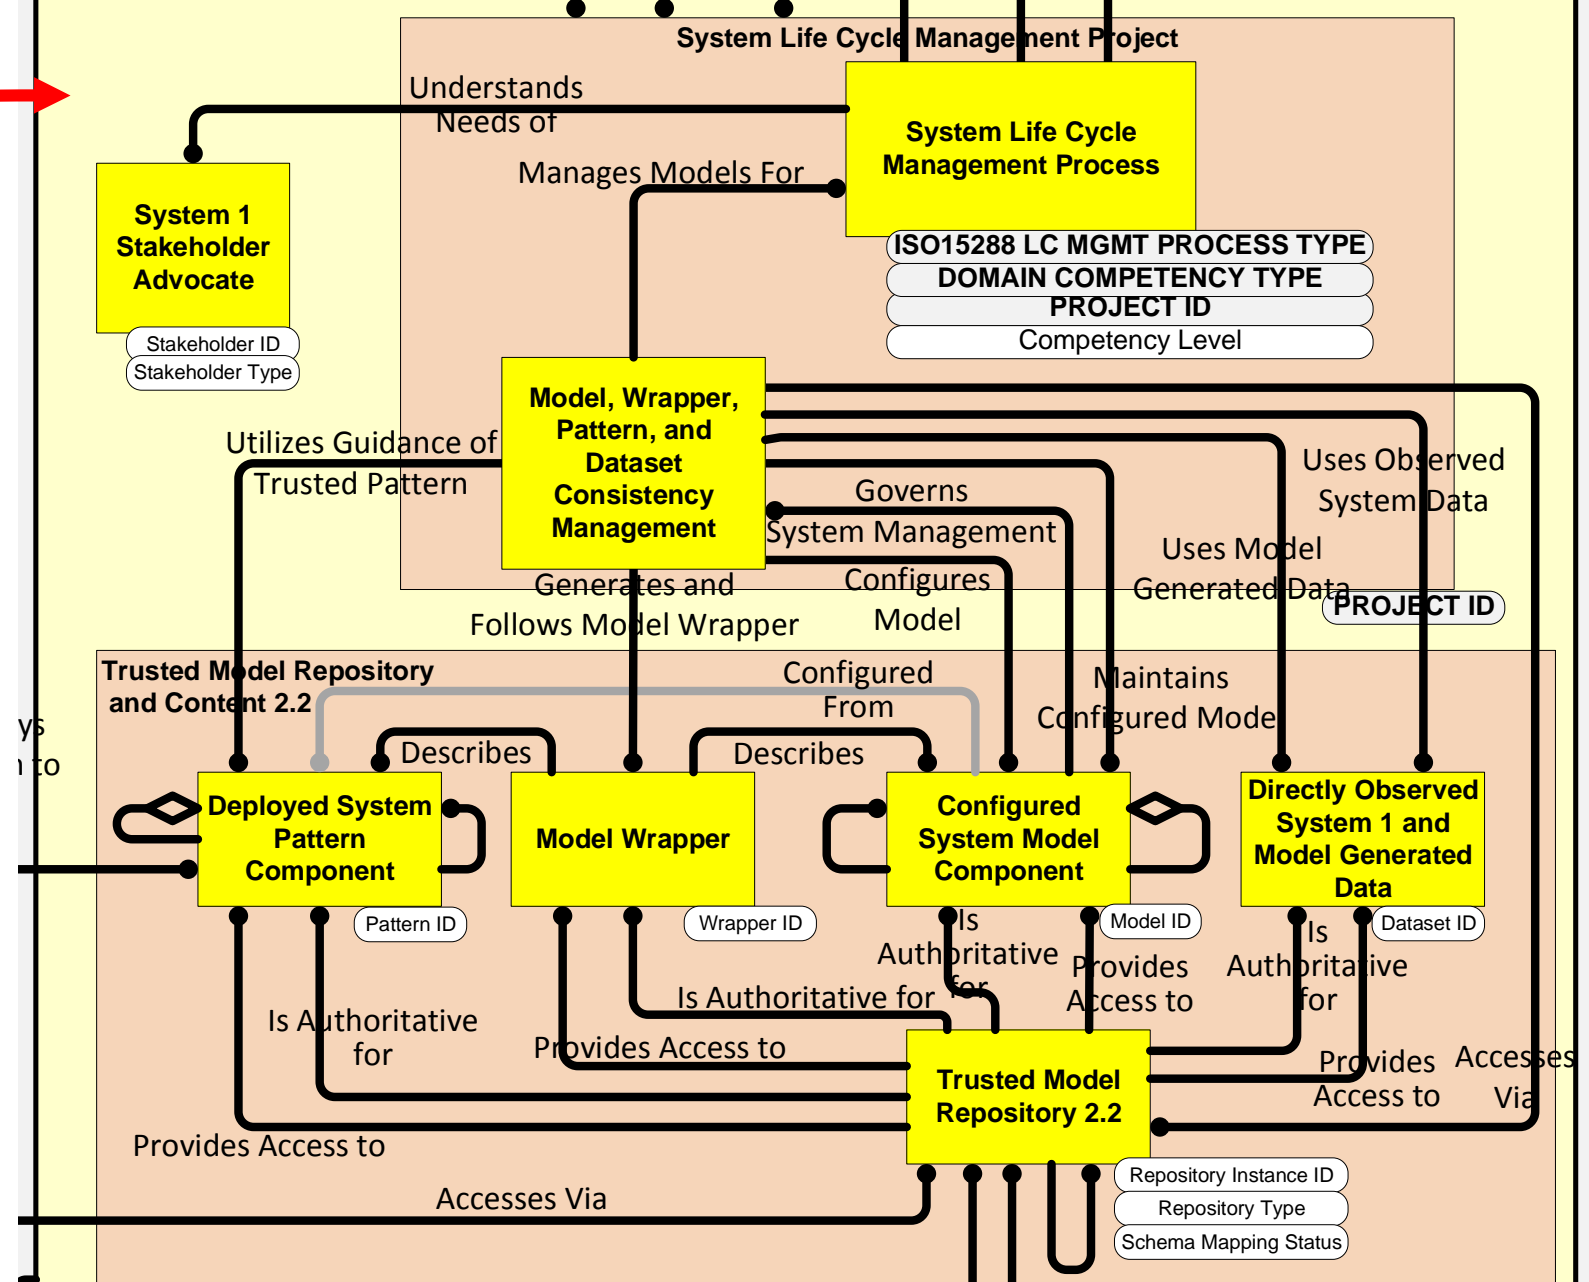 System Life Cycle Management Project
Understands
Needs of
System Life Cycle
Management Process
Manages Models For
System 1
Stakeholder
Advocate
ISO15288 LC MGMT PROCESS TYPE
DOMAIN COMPETENCY TYPE
PROJECT ID
Competency Level
Stakeholder ID
Stakeholder Type
Model, Wrapper,
Pattern, and
Dataset
Consistency
Management
Utilizes Guidance of
Trusted Pattern
Uses Observed
System Data
Governs
System Management
Uses Model
Generated Data
Configures
Model
Generates and
Follows Model Wrapper
PROJECT ID
Trusted Model Repository
and Content 2.2
Configured
From
Maintains
Configured Mode
ys
to
Describes
Describes
Deployed System
Pattern
Component
Model Wrapper
Configured
System Model
Component
Directly Observed
System 1 and
Model Generated
Data
Pattern ID
Wrapper ID
Model ID
Dataset ID
Is
Authoritative
for
Provides
Access to
Is
Authoritative
for
Is Authoritative for
Is Authoritative
for
Provides Access to
Trusted Model
Repository 2.2
Provides
Access to
Accesses
Via
Provides Access to
Accesses Via
Repository Instance ID
Repository Type
Schema Mapping Status